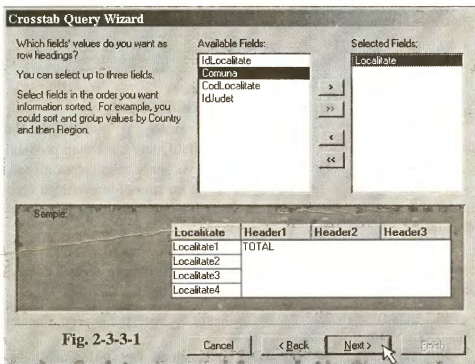 Crosstab Query Wizard
Which fields' values do you want as
row headings?
You can select up to three fields.
Select fields in the order you want
information sorted. For example, you
could sort and group values by Country
and then Region.
Available Fields:
IdLocalitate
Comuna
CodLocalitate
IdJudet
>
>>
<
<<
Selected Fields:
Localitate
Sample:
Localitate Header1 Header2 Header3
Localitate1 TOTAL
Localitate2
Localitate3
Localitate4
Fig. 2-3-3-1
Cancel < Back Next > Finish